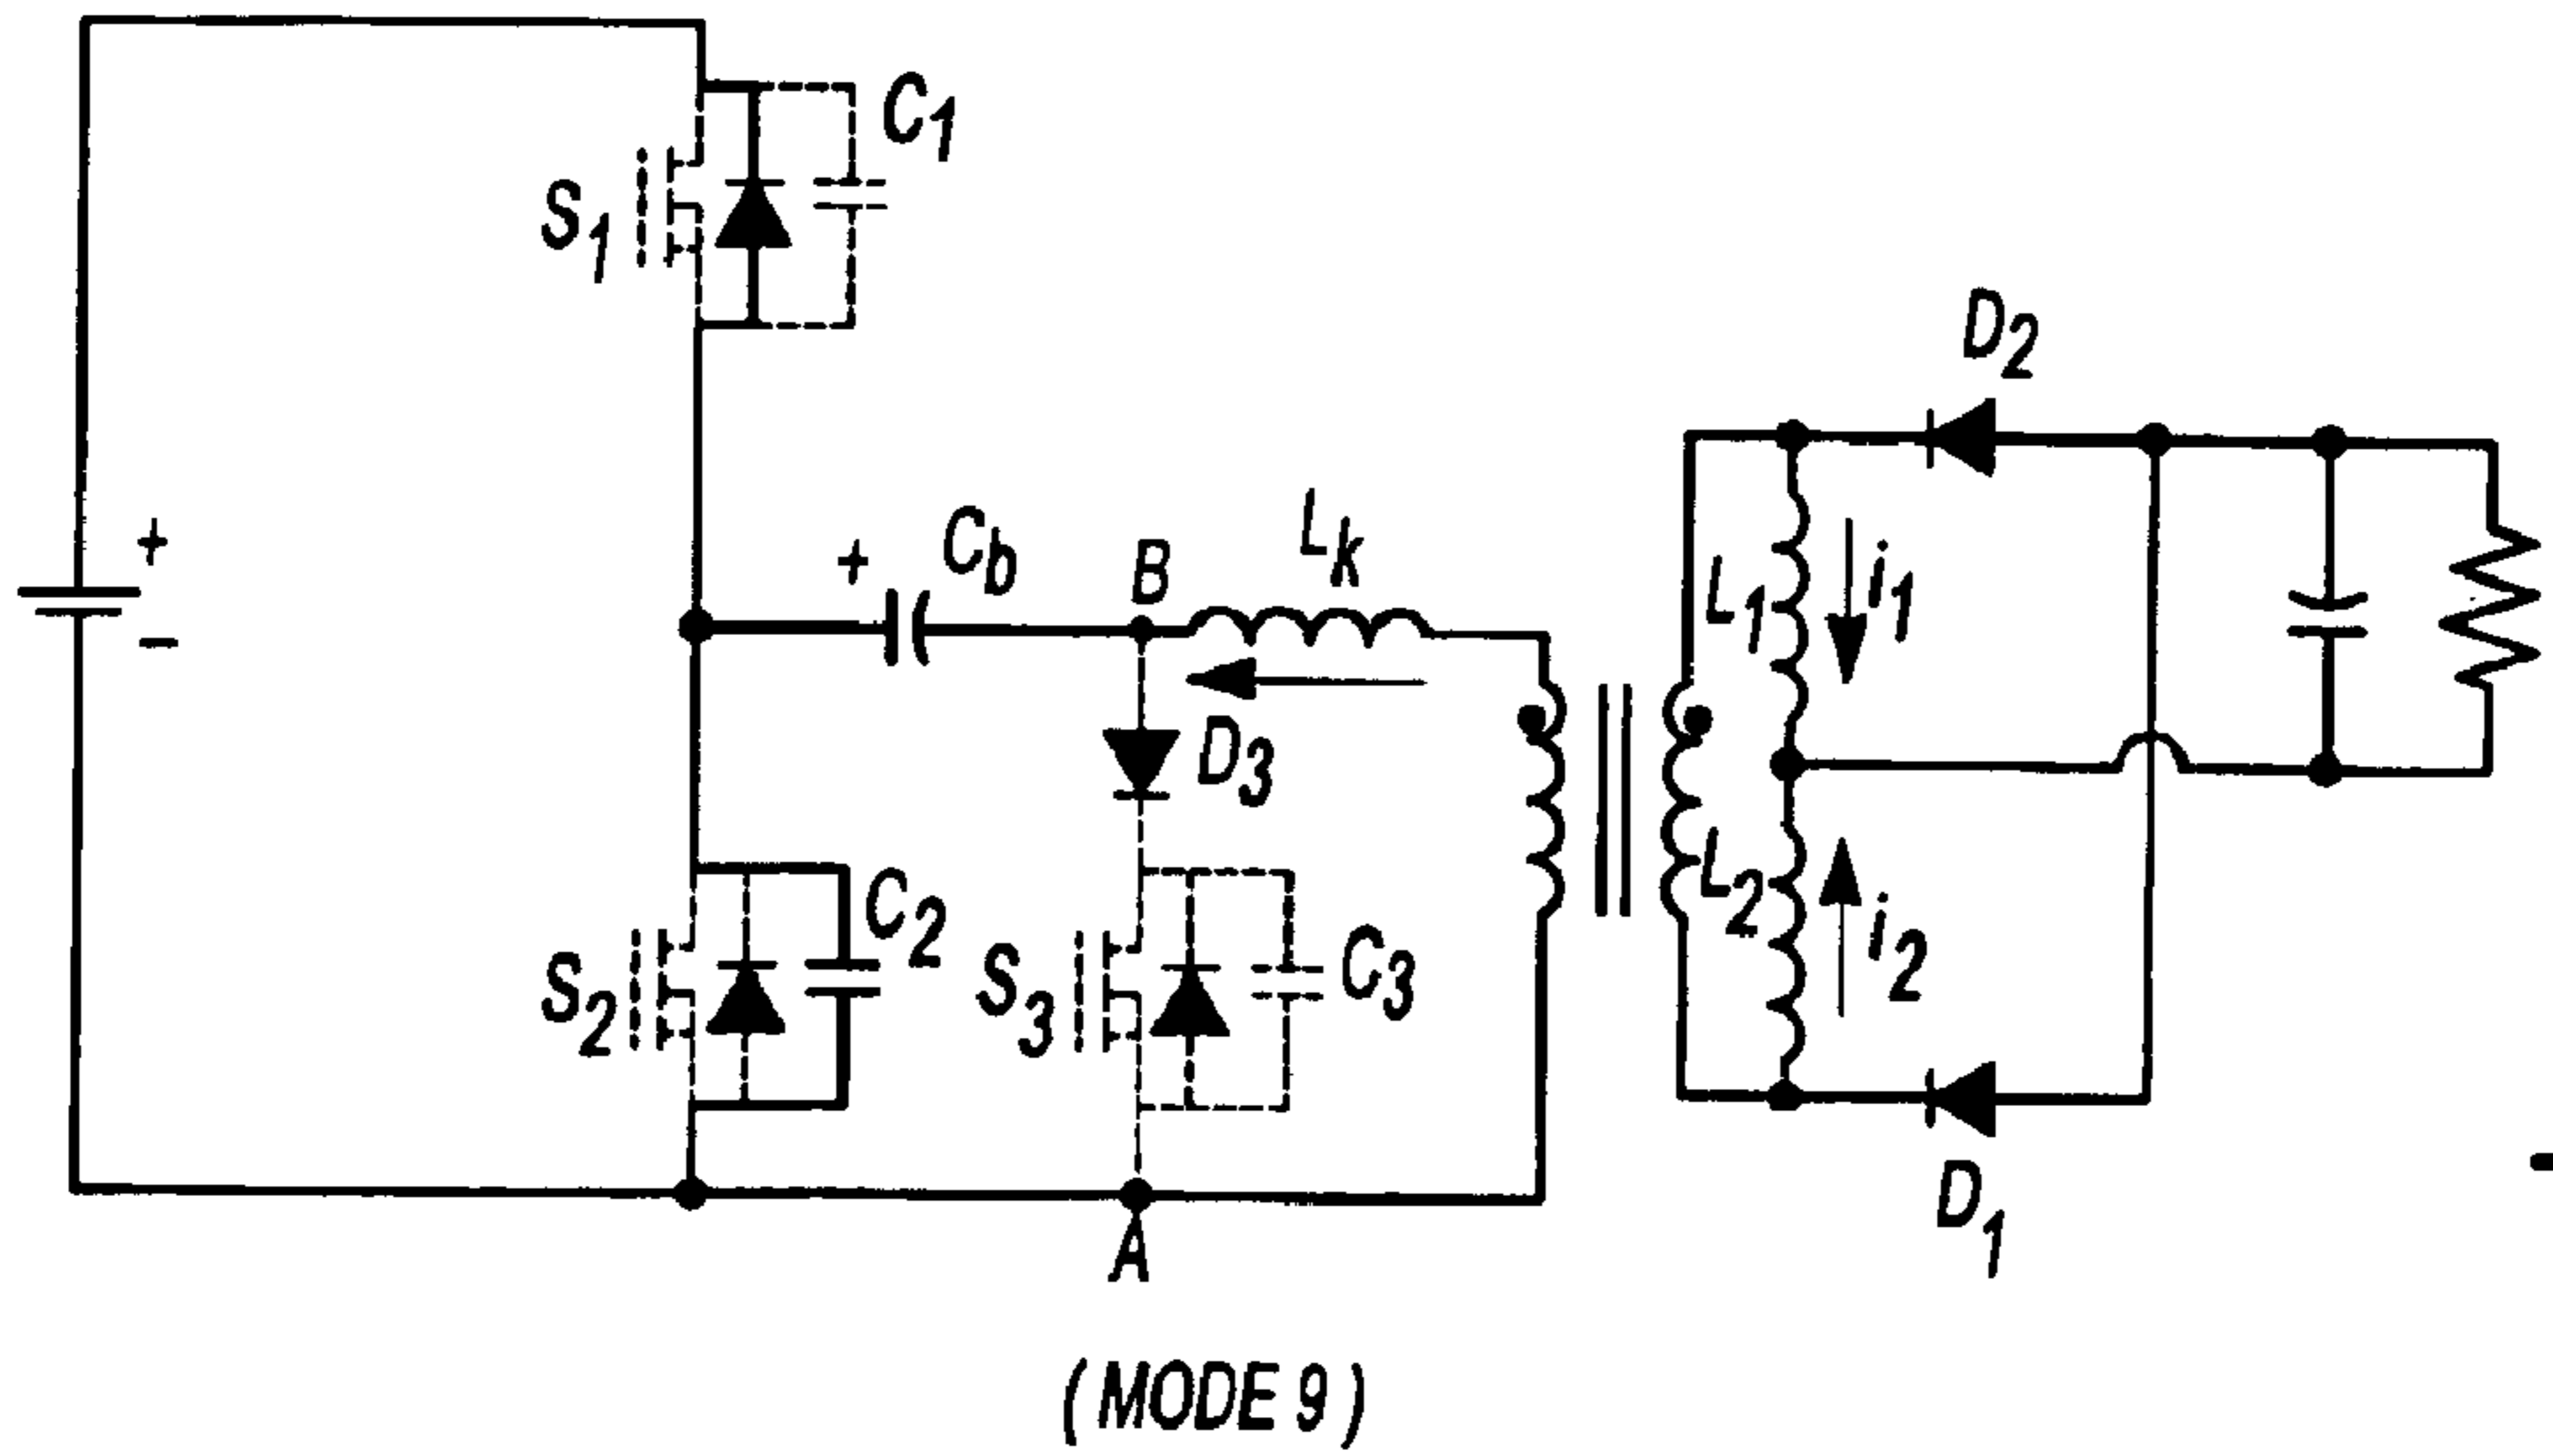 C1
S1
D2
+
+
Cb
B
Lk
L1
i1
−
D3
C2
S2
S3
C3
L2
i2
D1
A
( MODE 9 )